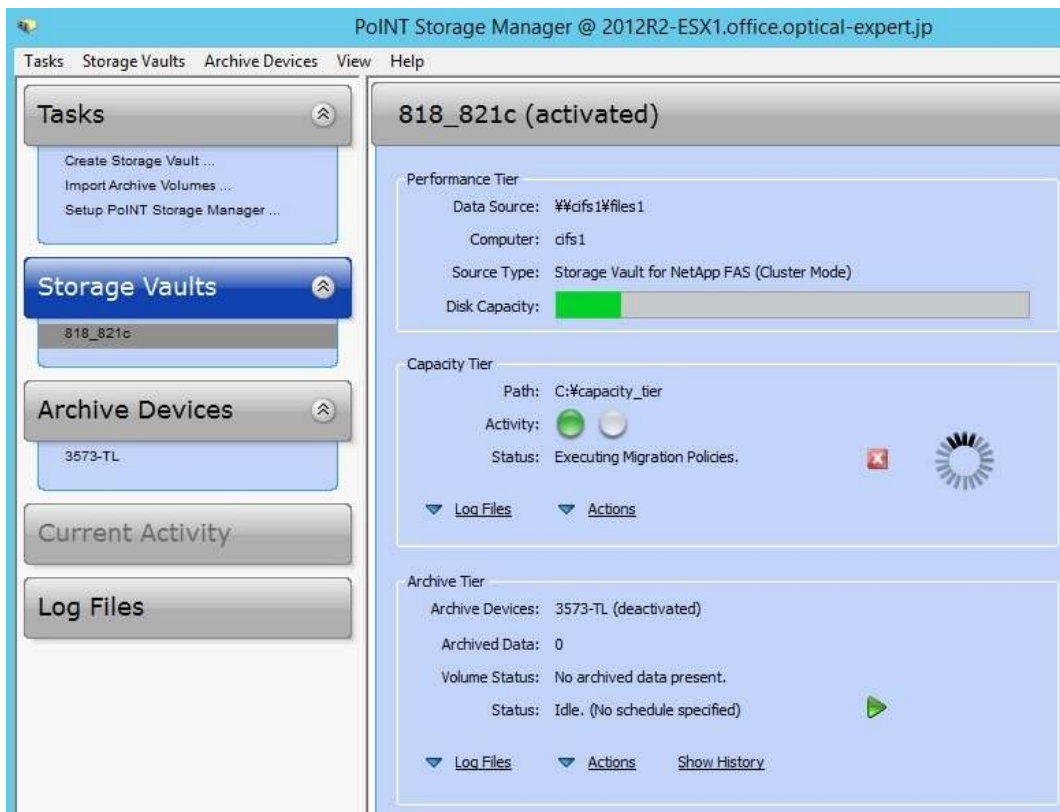 PoINT Storage Manager @ 2012R2-ESX1.office.optical-expert.jp
Tasks Storage Vaults Archive Devices View Help
Tasks
Create Storage Vault ...
Import Archive Volumes ...
Setup PoINT Storage Manager ...
Storage Vaults
818_821c
Archive Devices
3573-TL
Current Activity
Log Files
818_821c (activated)
Performance Tier
Data Source: ¥¥cifs1¥files1
Computer: cifs1
Source Type: Storage Vault for NetApp FAS (Cluster Mode)
Disk Capacity:
Capacity Tier
Path: C:¥capacity_tier
Activity:
Status: Executing Migration Policies.
Log Files Actions
Archive Tier
Archive Devices: 3573-TL (deactivated)
Archived Data: 0
Volume Status: No archived data present.
Status: Idle. (No schedule specified)
Log Files Actions Show History